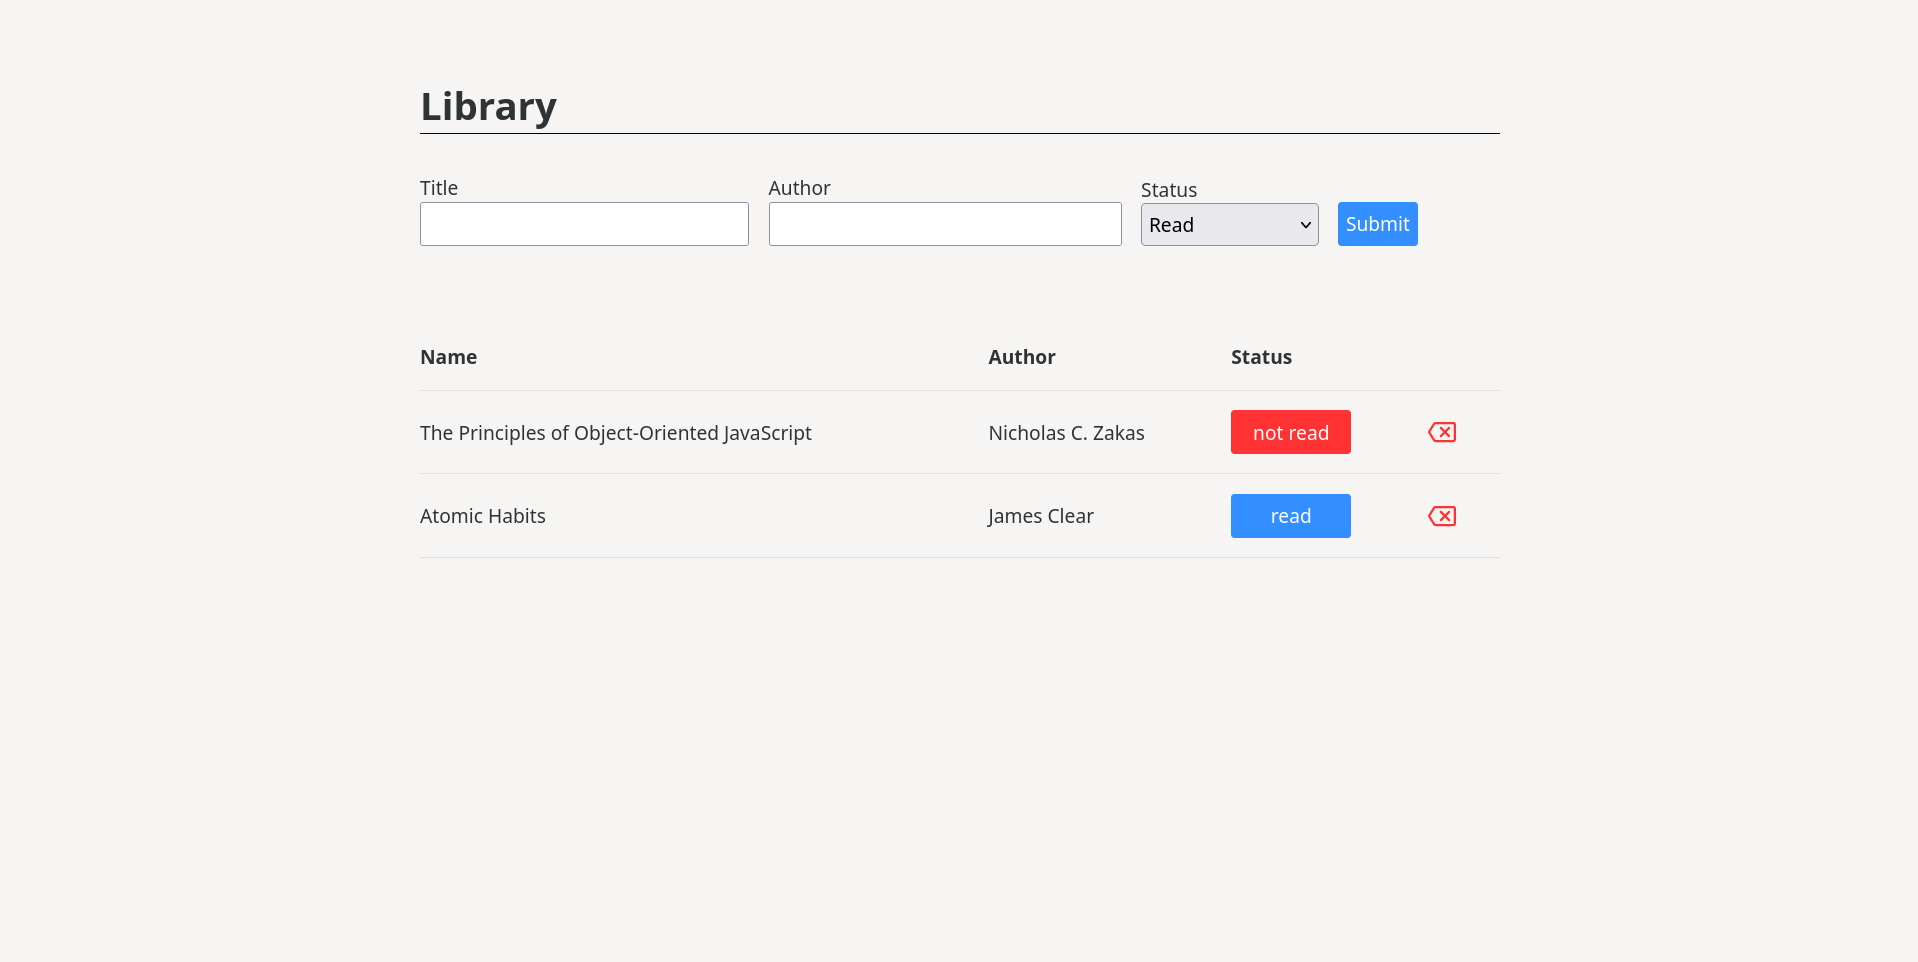 Library
Title Author Status
Read Submit
Name Author Status
The Principles of Object-Oriented JavaScript Nicholas C. Zakas not read
Atomic Habits James Clear read